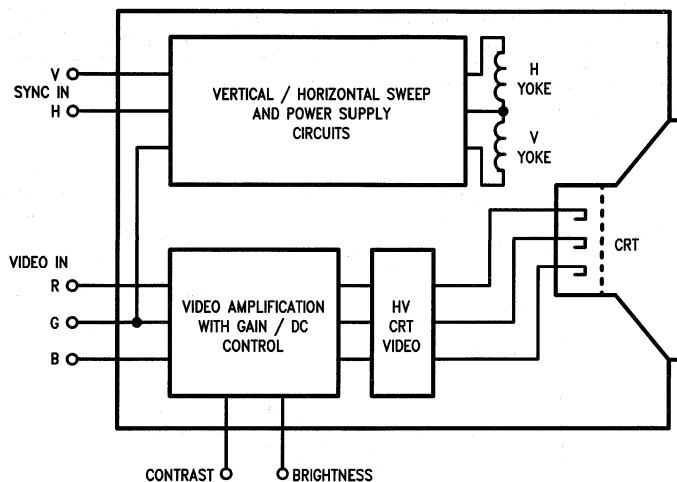 V
SYNC IN
H
VERTICAL / HORIZONTAL SWEEP
AND POWER SUPPLY
CIRCUITS
H
YOKE
V
YOKE
CRT
VIDEO IN
R
G
B
VIDEO AMPLIFICATION
WITH GAIN / DC
CONTROL
HV
CRT
VIDEO
CONTRAST
BRIGHTNESS